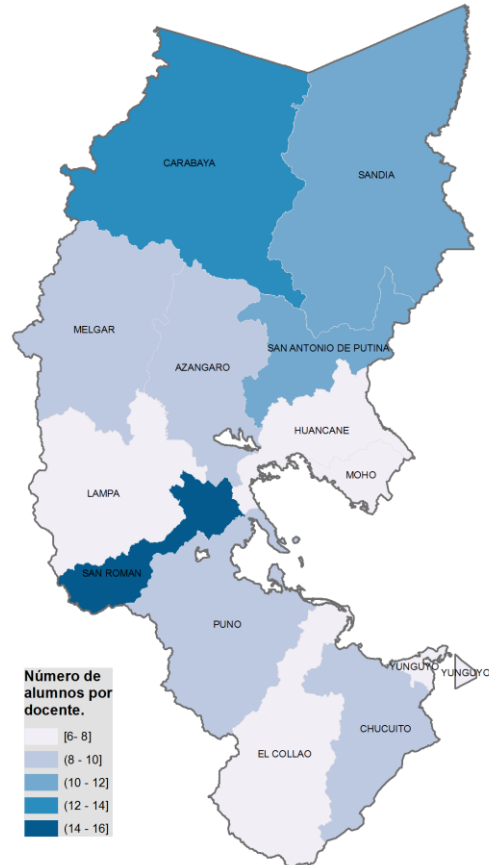 CARABAYA
SANDIA
MELGAR
SAN ANTONIO DE PUTINA
AZANGARO
HUANCANE
MOHO
LAMPA
SAN ROMAN
PUNO
YUNGUYO
YUNGUYO
CHUCUITO
EL COLLAO
Número de
alumnos por
docente.
[6- 8]
(8 - 10]
(10 - 12]
(12 - 14]
(14 - 16]